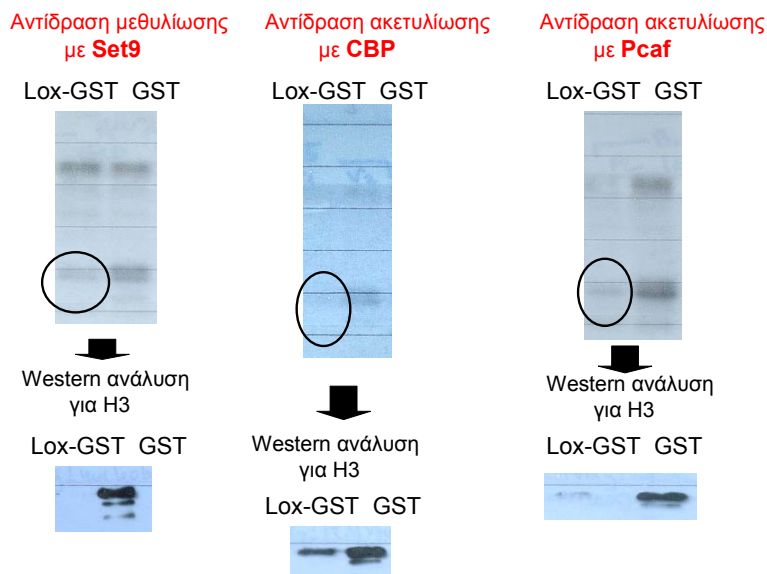 Αντίδραση μεθυλίωσης
με Set9
Lox-GST GST
Western ανάλυση
για H3
Lox-GST GST
Αντίδραση ακετυλίωσης
με CBP
Lox-GST GST
Western ανάλυση
για H3
Lox-GST GST
Αντίδραση ακετυλίωσης
με Pcaf
Lox-GST GST
Western ανάλυση
για H3
Lox-GST GST